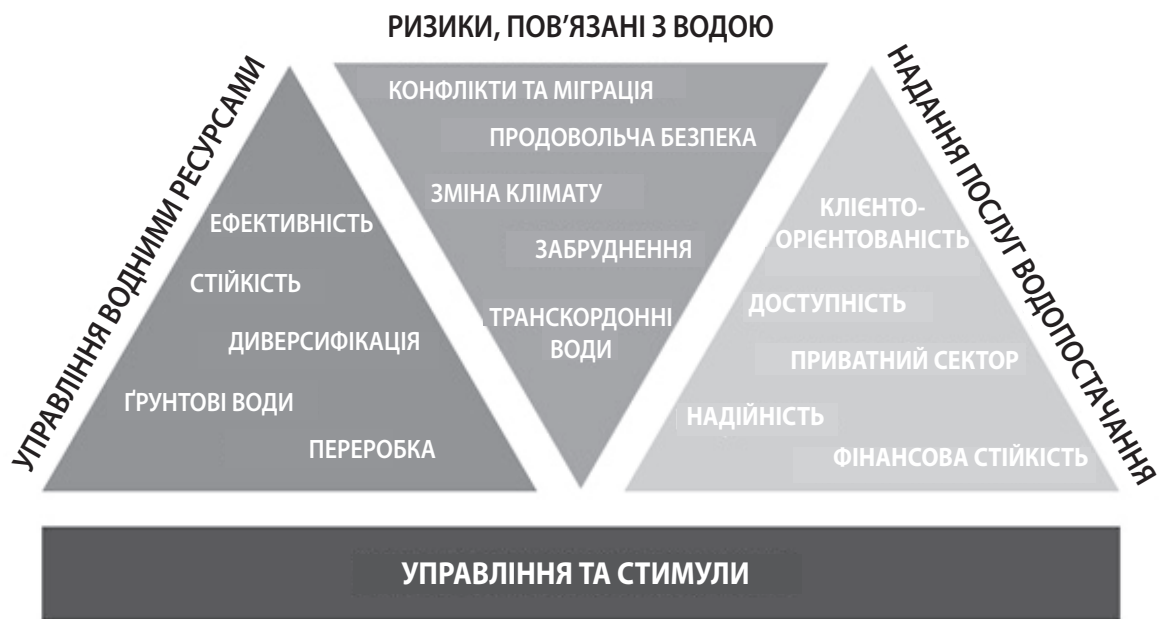 РИЗИКИ, ПОВ’ЯЗАНІ З ВОДОЮ
УПРАВЛІННЯ ВОДНИМИ РЕСУРСАМИ
ЕФЕКТИВНІСТЬ
СТІЙКІСТЬ
ДИВЕРСИФІКАЦІЯ
ҐРУНТОВІ ВОДИ
ПЕРЕРОБКА
КОНФЛІКТИ ТА МІГРАЦІЯ
ПРОДОВОЛЬЧА БЕЗПЕКА
ЗМІНА КЛІМАТУ
ЗАБРУДНЕННЯ
ТРАНСКОРДОННІ
ВОДИ
НАДАННЯ ПОСЛУГ ВОДОПОСТАЧАННЯ
КЛІЄНТО-
ОРІЄНТОВАНІСТЬ
ДОСТУПНІСТЬ
ПРИВАТНИЙ СЕКТОР
НАДІЙНІСТЬ
ФІНАНСОВА СТІЙКІСТЬ
УПРАВЛІННЯ ТА СТИМУЛИ